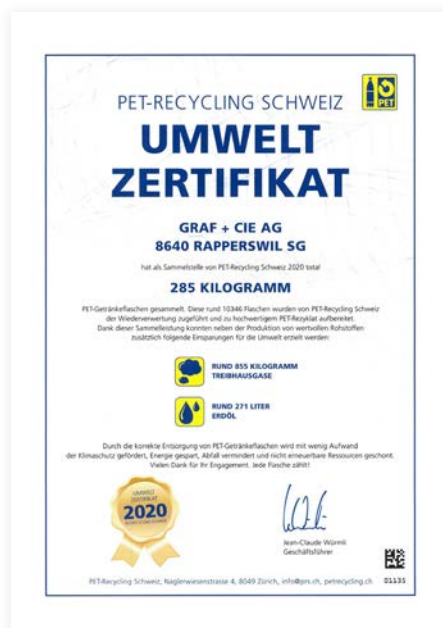 PET
PET-RECYCLING SCHWEIZ
UMWELT
ZERTIFIKAT
GRAF + CIE AG
8640 RAPPERSWIL SG
hat als Sammelstelle von PET-Recycling Schweiz 2020 total
285 KILOGRAMM
PET-Getränkeflaschen gesammelt. Diese rund 10346 Flaschen wurden von PET-Recycling Schweiz
der Wiederverwertung zugeführt und zu hochwertigem PET-Rezyklat aufbereitet.
Dank dieser Sammelleistung konnten neben der Produktion von wertvollen Rohstoffen
zusätzlich folgende Einsparungen für die Umwelt erzielt werden:
RUND 855 KILOGRAMM
TREIBHAUSGASE
RUND 271 LITER
ERDÖL
Durch die korrekte Entsorgung von PET-Getränkeflaschen wird mit wenig Aufwand
der Klimaschutz gefördert, Energie gespart, Abfall vermindert und nicht erneuerbare Ressourcen geschont.
Vielen Dank für Ihr Engagement. Jede Flasche zählt!
UMWELT
ZERTIFIKAT
2020
Jean-Claude Würmli
Geschäftsführer
PET-Recycling Schweiz, Naglerwiesenstrasse 4, 8049 Zürich, info@prs.ch, petrecycling.ch
01135